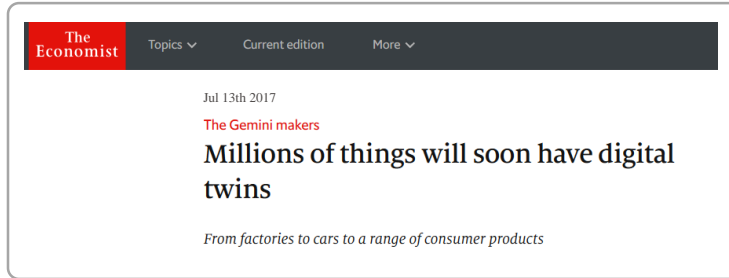 The
Economist
Topics
Current edition
More
Jul 13th 2017
The Gemini makers
Millions of things will soon have digital
twins
From factories to cars to a range of consumer products